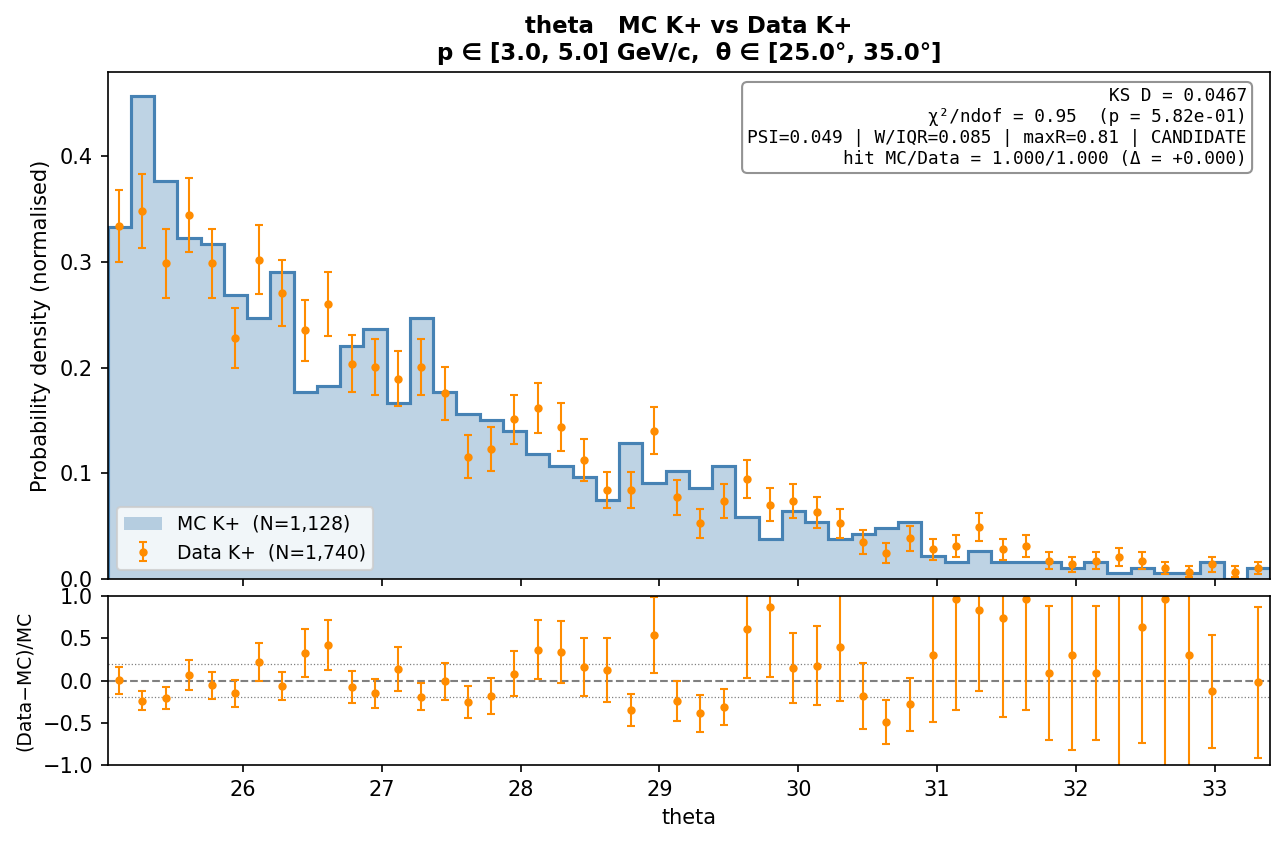 theta   MC K+ vs Data K+
p ∈ [3.0, 5.0] GeV/c,  θ ∈ [25.0°, 35.0°]
KS D = 0.0467
χ²/ndof = 0.95  (p = 5.82e-01)
PSI=0.049 | W/IQR=0.085 | maxR=0.81 | CANDIDATE
hit MC/Data = 1.000/1.000 (Δ = +0.000)
Probability density (normalised)
0.4
0.3
0.2
0.1
0.0
MC K+  (N=1,128)
Data K+  (N=1,740)
(Data−MC)/MC
1.0
0.5
0.0
−0.5
−1.0
26 27 28 29 30 31 32 33
theta